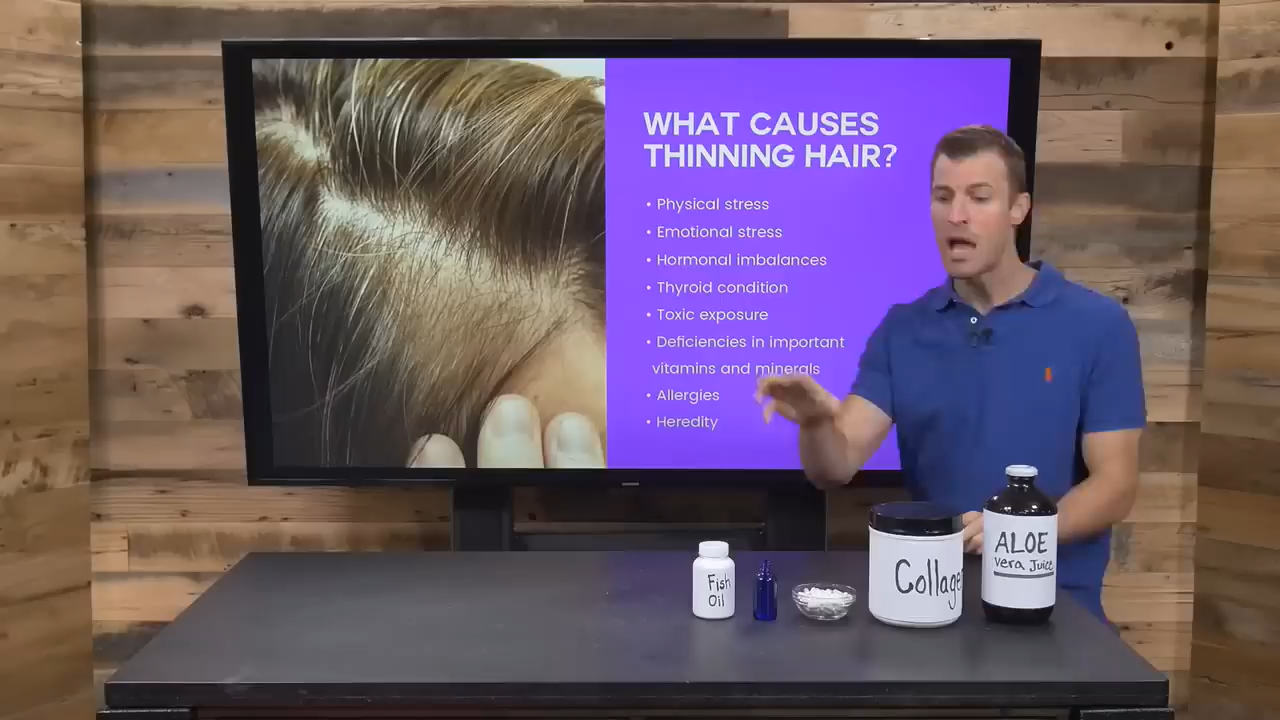 WHAT CAUSES
THINNING HAIR?
• Physical stress
• Emotional stress
• Hormonal imbalances
• Thyroid condition
• Toxic exposure
• Deficiencies in important
vitamins and minerals
• Allergies
• Heredity
Fish
Oil
Collagen
ALOE
vera Juice